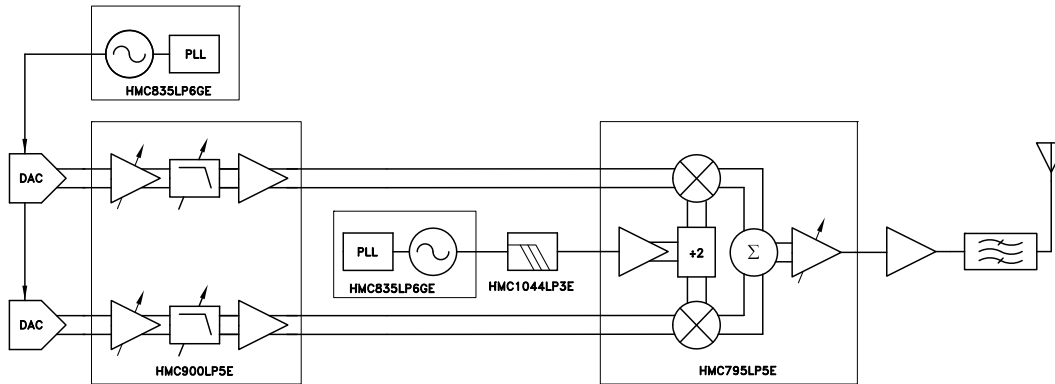 PLL
HMC835LP6GE
DAC
PLL
÷2
Σ
HMC835LP6GE
HMC1044LP3E
DAC
HMC900LP5E
HMC795LP5E